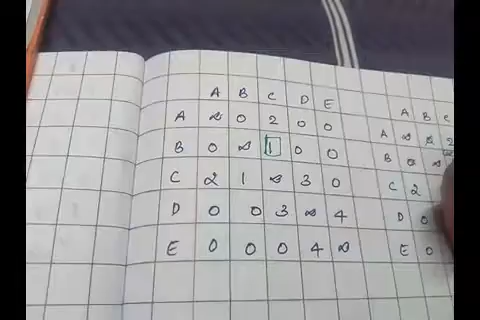 A B C D E
A ∞ 0 2 0 0
B 0 ∞ 1 0 0
C 2 1 ∞ 3 0
D 0 0 3 ∞ 4
E 0 0 0 4 ∞
A B C
A ∞ 2
B ∞
C 2
D 0
E 0